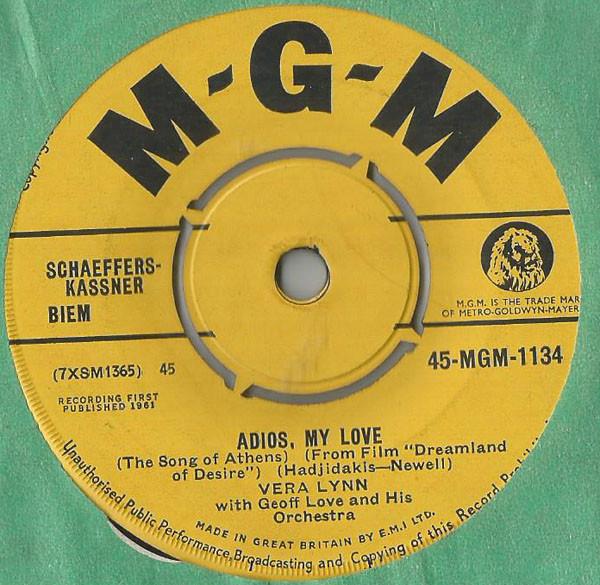 M-G-M
SCHAEFFERS-
KASSNER
BIEM
M.G.M. IS THE TRADE MAR
OF METRO-GOLDWYN-MAYER
(7XSM1365) 45
45-MGM-1134
RECORDING FIRST
PUBLISHED 1961
ADIOS, MY LOVE
(The Song of Athens) (From Film "Dreamland
of Desire") (Hadjidakis—Newell)
VERA LYNN
with Geoff Love and His
Orchestra
MADE IN GREAT BRITAIN BY E.M.I LTD.
Unauthorised Public Performance, Broadcasting and Copying of this Record